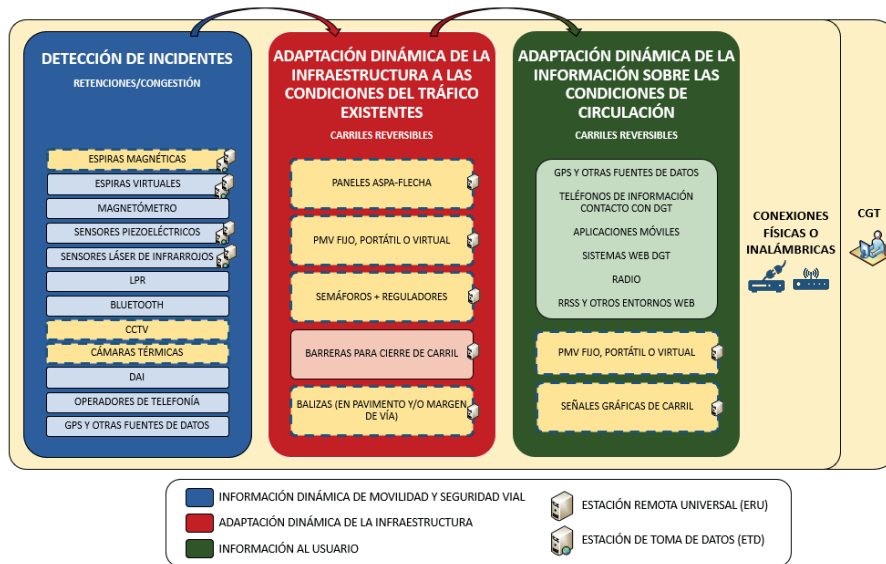 DETECCIÓN DE INCIDENTES
RETENCIONES/CONGESTIÓN
ESPIRAS MAGNÉTICAS
ESPIRAS VIRTUALES
MAGNETÓMETRO
SENSORES PIEZOELÉCTRICOS
SENSORES LÁSER DE INFRARROJOS
LPR
BLUETOOTH
CCTV
CÁMARAS TÉRMICAS
DAI
OPERADORES DE TELEFONÍA
GPS Y OTRAS FUENTES DE DATOS
ADAPTACIÓN DINÁMICA DE LA
INFRAESTRUCTURA A LAS
CONDICIONES DEL TRÁFICO
EXISTENTES
CARRILES REVERSIBLES
PANELES ASPA-FLECHA
PMV FIJO, PORTÁTIL O VIRTUAL
SEMÁFOROS + REGULADORES
BARRERAS PARA CIERRE DE CARRIL
BALIZAS (EN PAVIMENTO Y/O MARGEN
DE VÍA)
ADAPTACIÓN DINÁMICA DE LA
INFORMACIÓN SOBRE LAS
CONDICIONES DE
CIRCULACIÓN
CARRILES REVERSIBLES
GPS Y OTRAS FUENTES DE DATOS
TELÉFONOS DE INFORMACIÓN
CONTACTO CON DGT
APLICACIONES MÓVILES
SISTEMAS WEB DGT
RADIO
RRSS Y OTROS ENTORNOS WEB
PMV FIJO, PORTÁTIL O VIRTUAL
SEÑALES GRÁFICAS DE CARRIL
CONEXIONES
FÍSICAS O
INALÁMBRICAS
CGT
INFORMACIÓN DINÁMICA DE MOVILIDAD Y SEGURIDAD VIAL
ADAPTACIÓN DINÁMICA DE LA INFRAESTRUCTURA
INFORMACIÓN AL USUARIO
ESTACIÓN REMOTA UNIVERSAL (ERU)
ESTACIÓN DE TOMA DE DATOS (ETD)